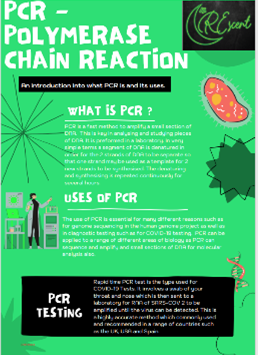 PCR -
POLYMERASE
CHAIN REACTION
CREScent
An introduction into what PCR is and its uses.
WHAT IS PCR ?
PCR is a fast method to amplify a small section of
DNA. This is key in analysing and studying pieces
of DNA. It is preformed in a laboratory, in very
simple terms a segment of DNA is denatured in
order for the 2 strands of DNA to be separated so
that one strand may be used as a template for 2
new strands to be synthesised. The denaturing
and synthesising is repeated continuously for
several hours
USES OF PCR
The use of PCR is essential for many different reasons such as
for genome sequencing in the human genome project as well as
in diagnostic testing such as for COVID-19 testing. PCR can be
applied to a range of different areas of biology as PCR can
sequence and amplify, and small sections of DNA for molecular
analysis also.
PCR
TESTING
Rapid time PCR test is the type used for
COVID-19 Tests. It involves a swab of your
throat and nose which is then sent to a
laboratory for RNA of SARS-COV 2 to be
amplified until the virus can be detected. This is
a highly accurate method which commonly used
and recommended in a range of countries such
as the UK, USA and Spain